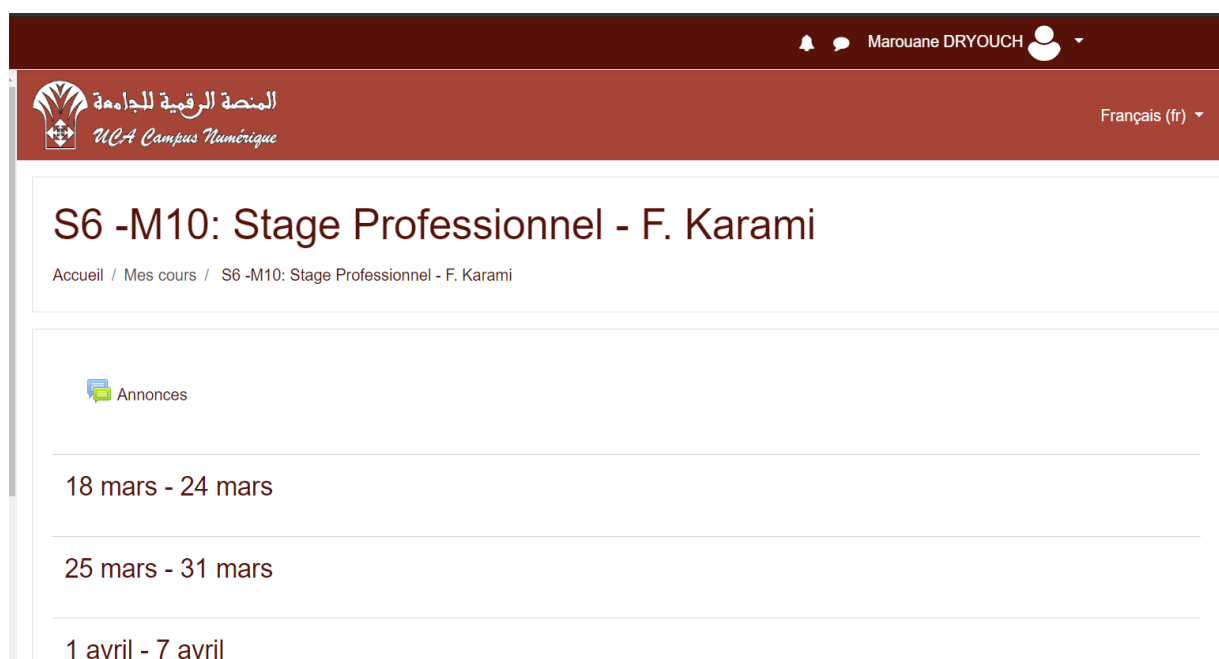 Marouane DRYOUCH
المنصة الرقمية للجامعة
UCA Campus Numérique
Français (fr)
S6 -M10: Stage Professionnel - F. Karami
Accueil / Mes cours / S6 -M10: Stage Professionnel - F. Karami
Annonces
18 mars - 24 mars
25 mars - 31 mars
1 avril - 7 avril